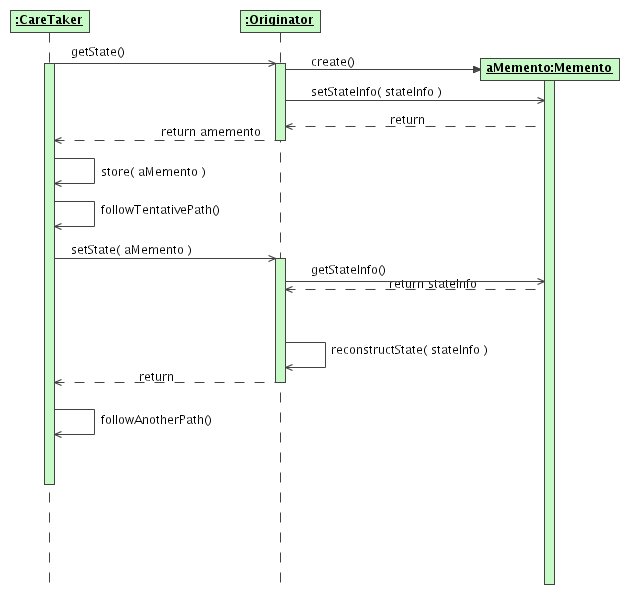 :CareTaker
:Originator
aMemento:Memento
getState()
create()
setStateInfo( stateInfo )
return
return amemento
store( aMemento )
followTentativePath()
setState( aMemento )
getStateInfo()
return stateInfo
reconstructState( stateInfo )
return
followAnotherPath()